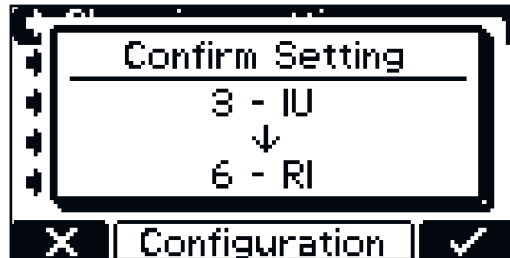 Confirm Setting
3 - IU
↓
6 - RI
Configuration